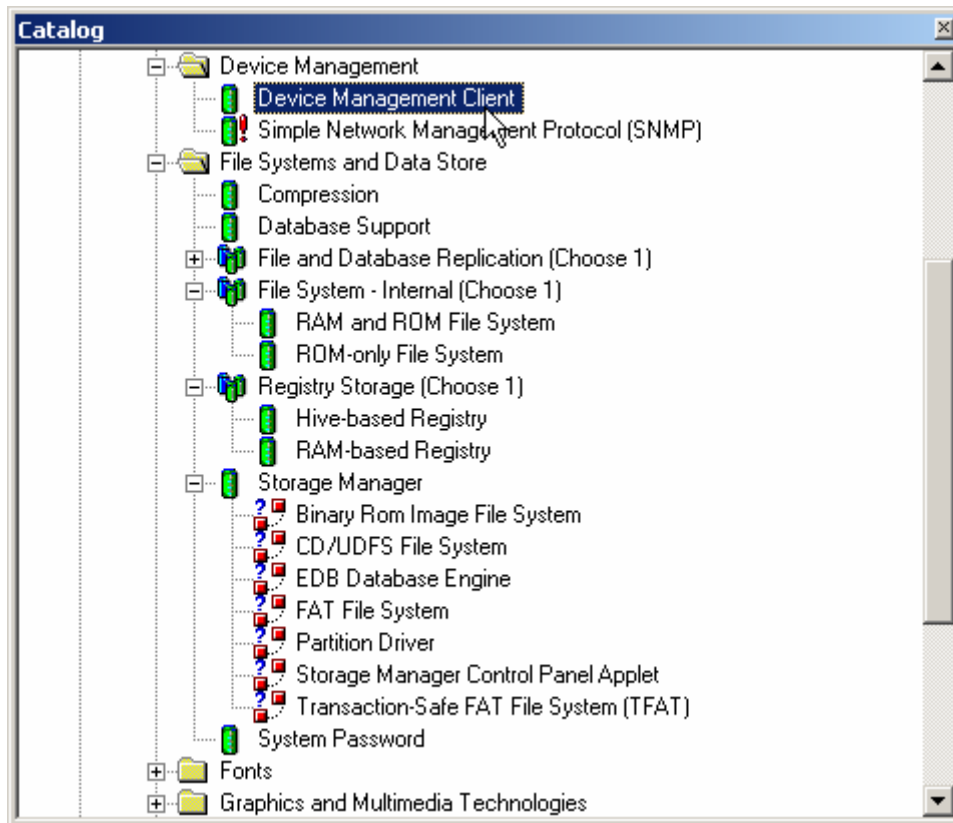 Catalog
Device Management
Device Management Client
Simple Network Management Protocol (SNMP)
File Systems and Data Store
Compression
Database Support
File and Database Replication (Choose 1)
File System - Internal (Choose 1)
RAM and ROM File System
ROM-only File System
Registry Storage (Choose 1)
Hive-based Registry
RAM-based Registry
Storage Manager
Binary Rom Image File System
CD/UDFS File System
EDB Database Engine
FAT File System
Partition Driver
Storage Manager Control Panel Applet
Transaction-Safe FAT File System (TFAT)
System Password
Fonts
Graphics and Multimedia Technologies